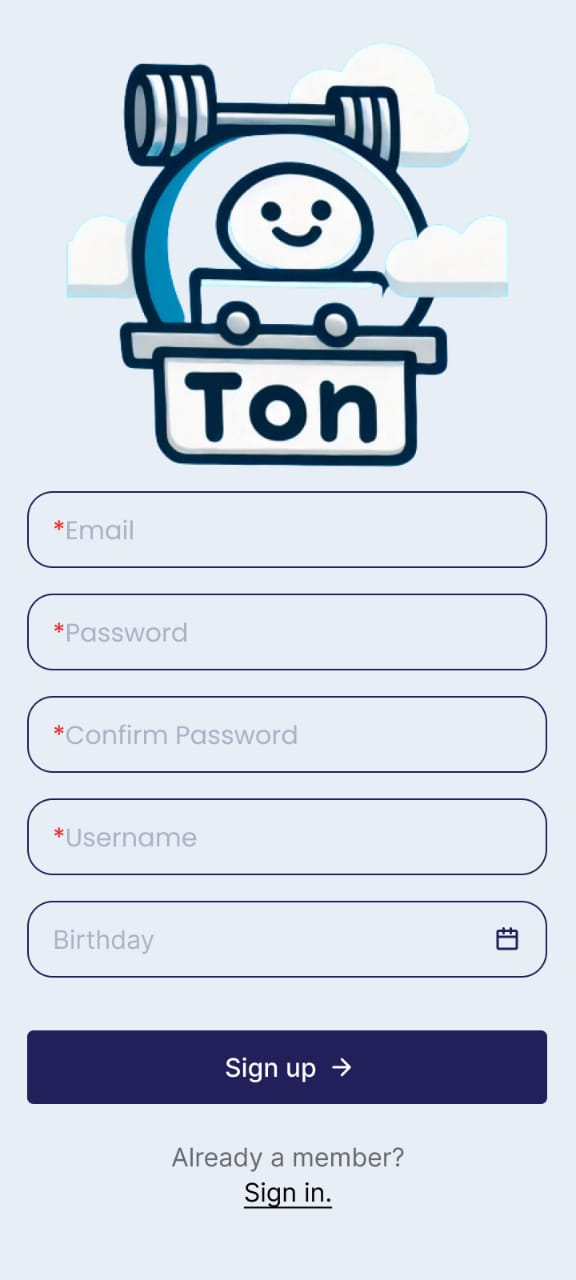 Ton
*Email
*Password
*Confirm Password
*Username
Birthday
Sign up →
Already a member?
Sign in.